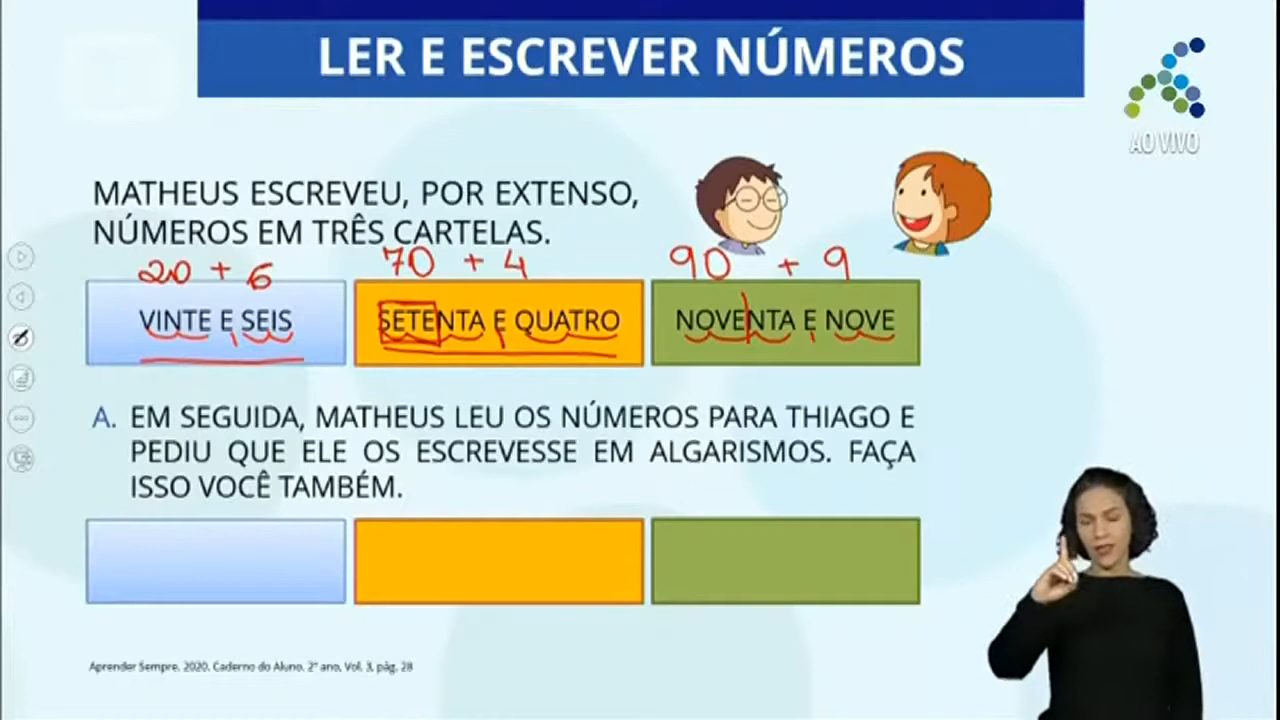 LER E ESCREVER NÚMEROS
AO VIVO
MATHEUS ESCREVEU, POR EXTENSO,
NÚMEROS EM TRÊS CARTELAS.
20 + 6
70 + 4
90 + 9
VINTE E SEIS
SETENTA E QUATRO
NOVENTA E NOVE
A. EM SEGUIDA, MATHEUS LEU OS NÚMEROS PARA THIAGO E
PEDIU QUE ELE OS ESCREVESSE EM ALGARISMOS. FAÇA
ISSO VOCÊ TAMBÉM.
Aprender Sempre. 2020. Caderno do Aluno. 2° ano, Vol. 3, pág. 28